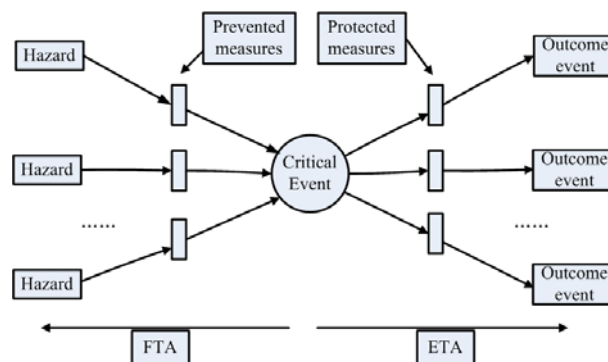 Prevented
measures
Protected
measures
Hazard
Outcome
event
Hazard
Critical
Event
Outcome
event
......
......
Hazard
Outcome
event
FTA
ETA